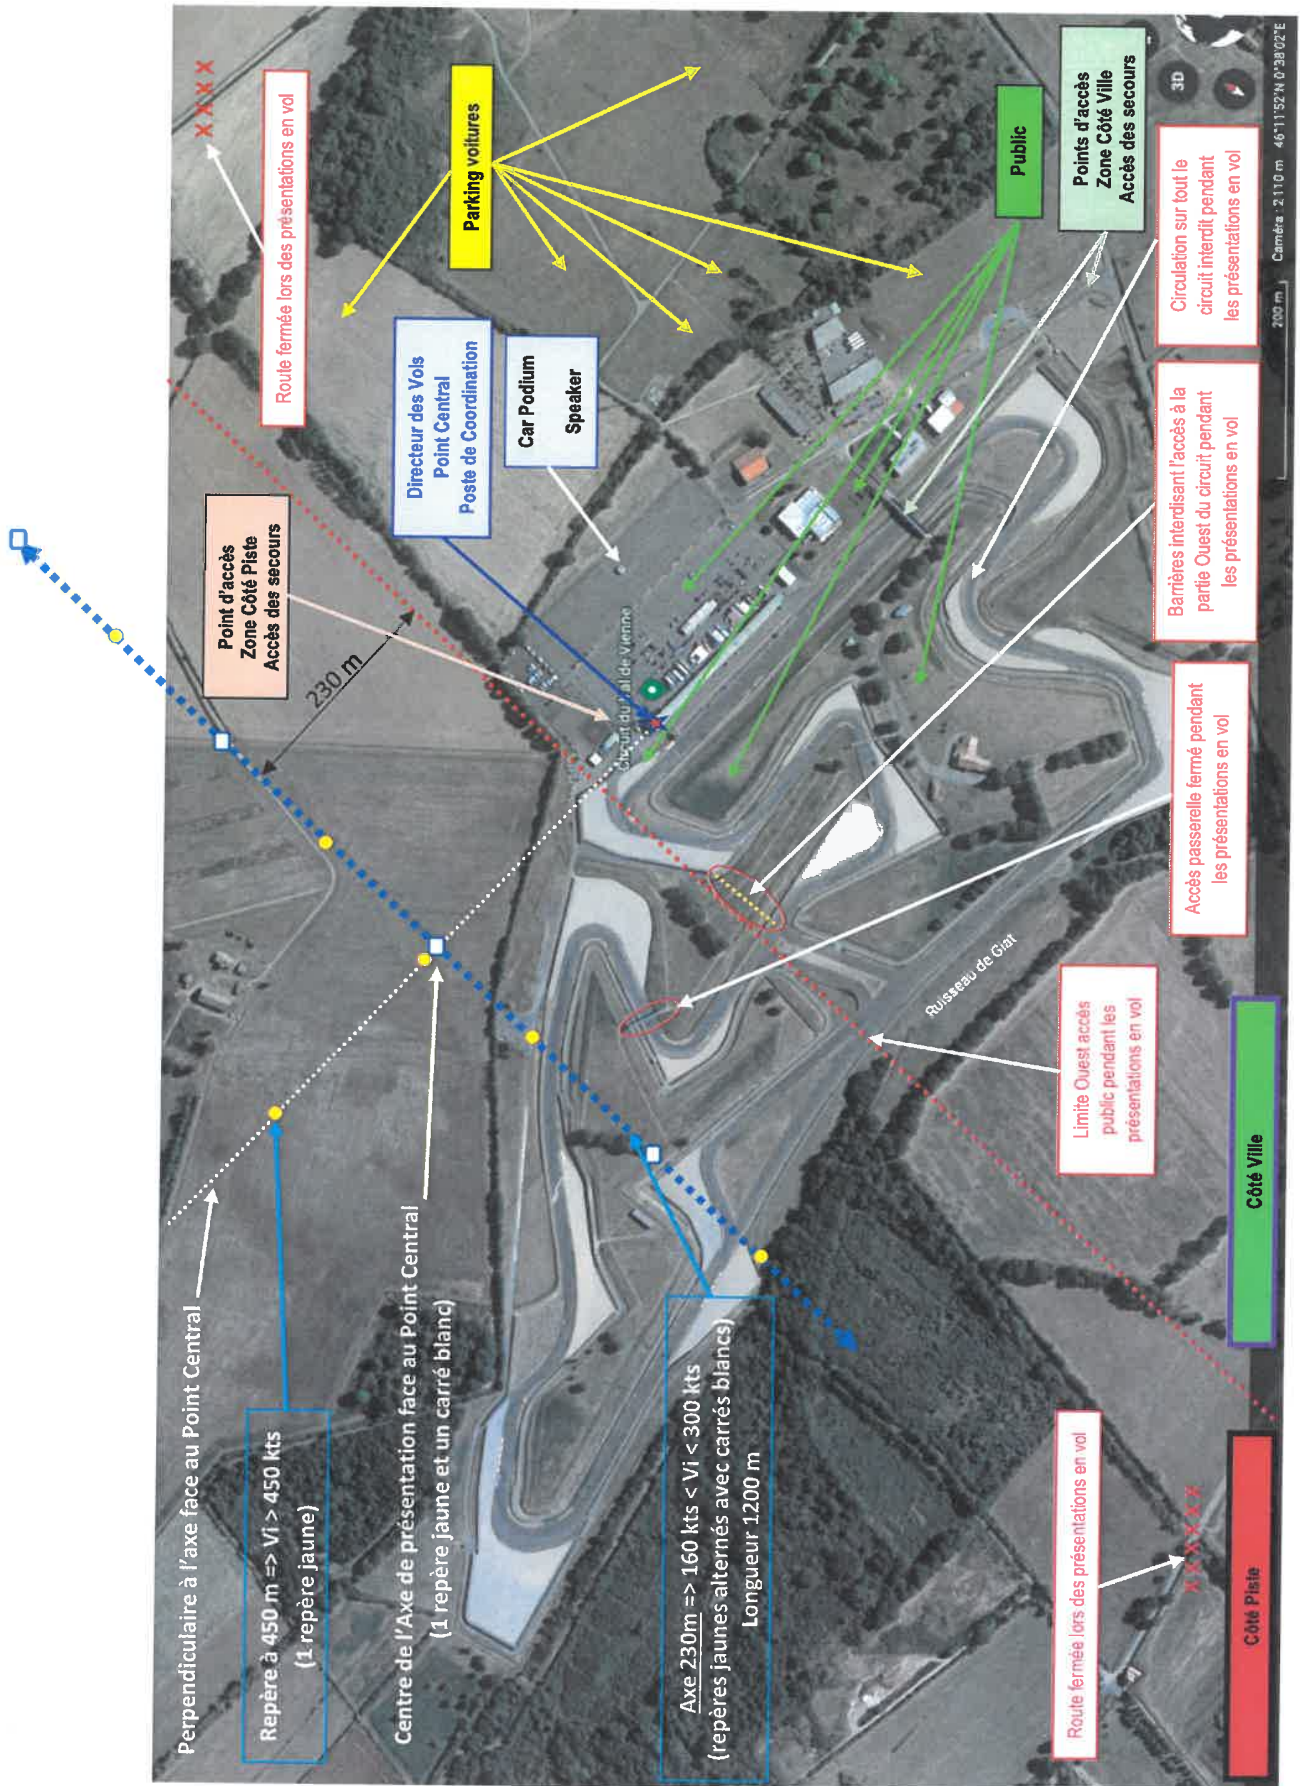 Perpendiculaire à l'axe face au Point Central
Repère à 450 m => Vi > 450 kts
(1 repère jaune)
Centre de l'Axe de présentation face au Point Central
(1 repère jaune et un carré blanc)
Axe 230m => 160 kts < Vi < 300 kts
(repères jaunes alternés avec carrés blancs)
Longueur 1200 m
Point d'accès
Zone Côté Piste
Accès des secours
230 m
XXXX
Route fermée lors des présentations en vol
Directeur des Vols
Point Central
Poste de Coordination
Parking voitures
Car Podium
Speaker
Circuit du Val de Vienne
Public
Points d'accès
Zone Côté Ville
Accès des secours
Ruisseau de Giat
Route fermée lors des présentations en vol
XXXXXX
Limite Ouest accès
public pendant les
présentations en vol
Accès passerelle fermé pendant
les présentations en vol
Barrières interdisant l'accès à la
partie Ouest du circuit pendant
les présentations en vol
Circulation sur tout le
circuit interdit pendant
les présentations en vol
3D
Côté Piste
Côté Ville
200 m
Caméra : 2 110 m
46°11'52"N 0°38'02"E